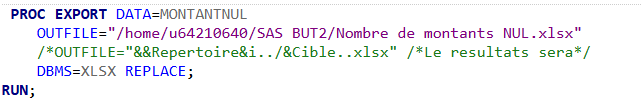 PROC EXPORT DATA=MONTANTNUL
OUTFILE="/home/u64210640/SAS BUT2/Nombre de montants NUL.xlsx"
/*OUTFILE="&&Repertoire&i../&Cible..xlsx" /*Le resultats sera*/
DBMS=XLSX REPLACE;
RUN;